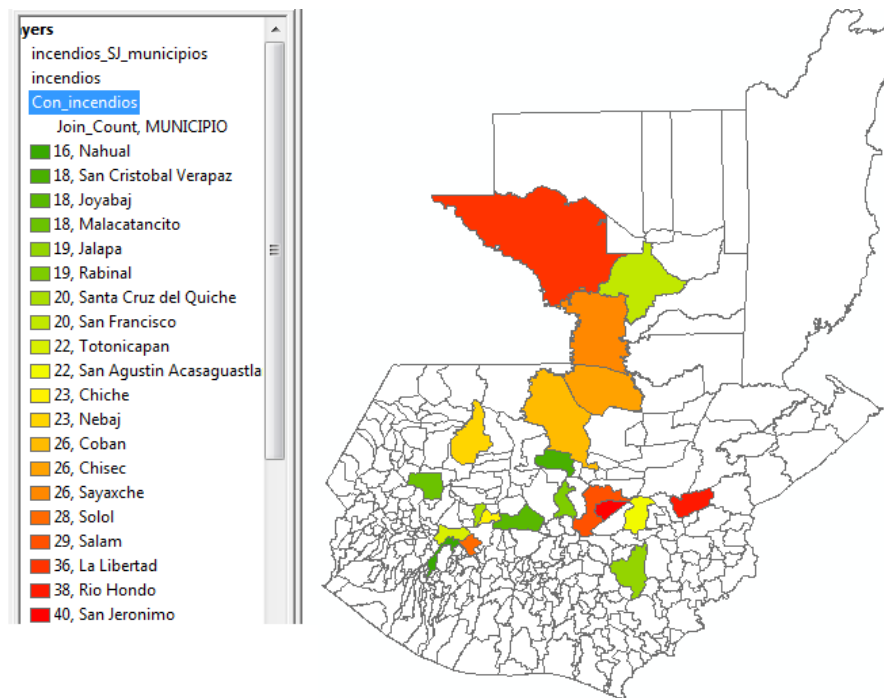 yers
incendios_SJ_municipios
incendios
Con_incendios
Join_Count, MUNICIPIO
16, Nahual
18, San Cristobal Verapaz
18, Joyabaj
18, Malacatancito
19, Jalapa
19, Rabinal
20, Santa Cruz del Quiche
20, San Francisco
22, Totonicapan
22, San Agustin Acasaguastla
23, Chiche
23, Nebaj
26, Coban
26, Chisec
26, Sayaxche
28, Solol
29, Salam
36, La Libertad
38, Rio Hondo
40, San Jeronimo